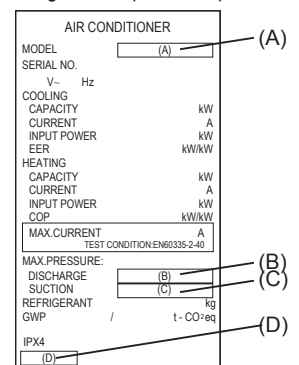 AIR CONDITIONER
MODEL (A) (A)
SERIAL NO.
V~ Hz
COOLING
CAPACITY kW
CURRENT A
INPUT POWER kW
EER kW/kW
HEATING
CAPACITY kW
CURRENT A
INPUT POWER kW
COP kW/kW
MAX.CURRENT A
TEST CONDITION:EN60335-2-40
MAX.PRESSURE:
DISCHARGE (B) (B)
SUCTION (C) (C)
REFRIGERANT kg
GWP / t - CO²eq
IPX4
(D) (D)